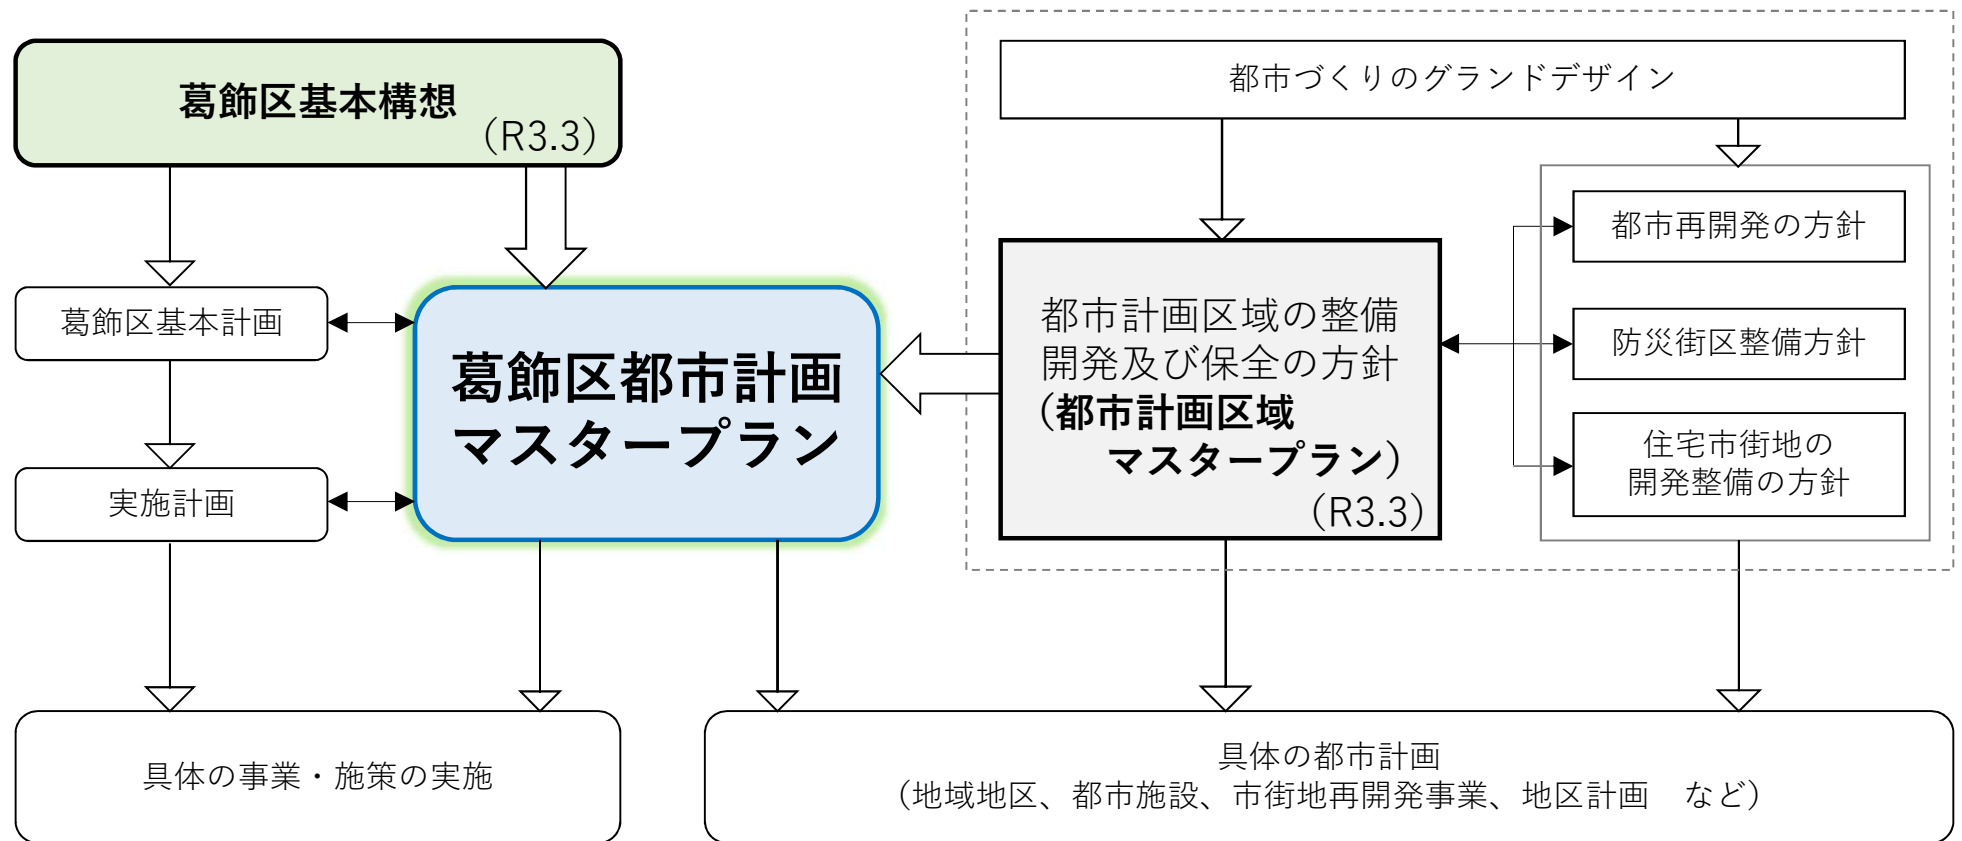 葛飾区基本構想
（R3.3）
都市づくりのグランドデザイン
葛飾区基本計画
実施計画
葛飾区都市計画
マスタープラン
都市計画区域の整備
開発及び保全の方針
（都市計画区域
マスタープラン）
（R3.3）
都市再開発の方針
防災街区整備方針
住宅市街地の
開発整備の方針
具体の事業・施策の実施
具体の都市計画
（地域地区、都市施設、市街地再開発事業、地区計画　など）